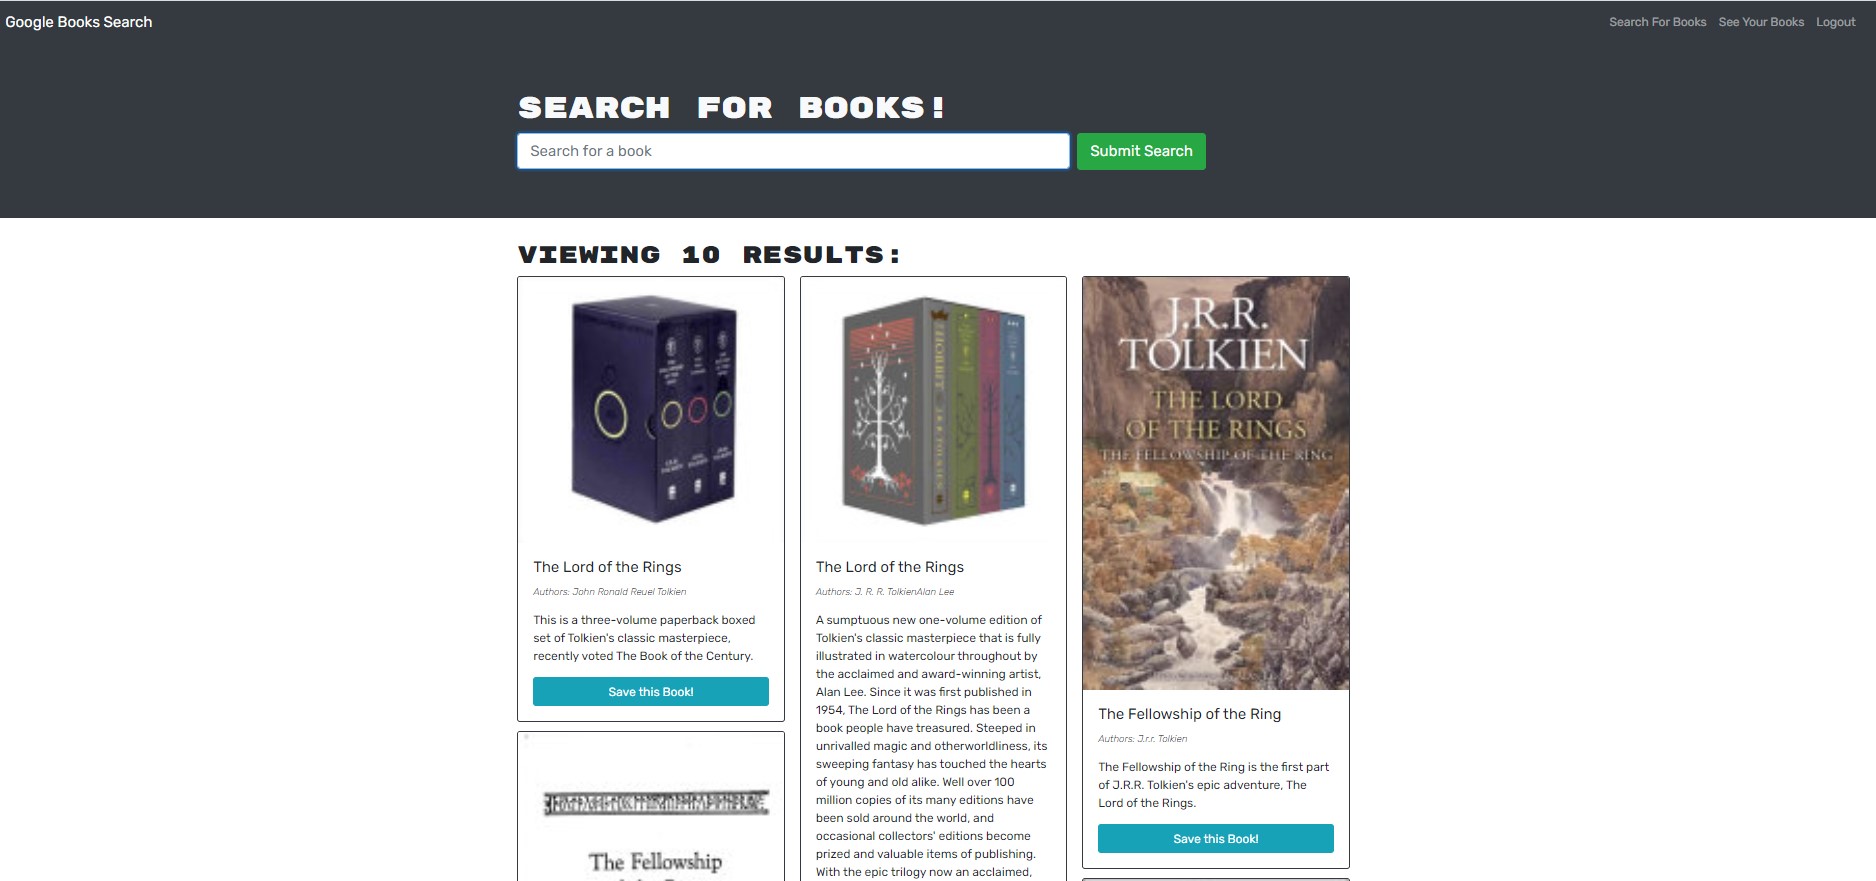 Google Books Search
Search For Books See Your Books Logout
SEARCH FOR BOOKS!
Search for a book
Submit Search
VIEWING 10 RESULTS:
The Lord of the Rings
Authors: John Ronald Reuel Tolkien
This is a three-volume paperback boxed
set of Tolkien's classic masterpiece,
recently voted The Book of the Century.
Save this Book!
The Fellowship
THE HOBBIT
The Lord of the Rings
Authors: J. R. R. TolkienAlan Lee
A sumptuous new one-volume edition of
Tolkien's classic masterpiece that is fully
illustrated in watercolour throughout by
the acclaimed and award-winning artist,
Alan Lee. Since it was first published in
1954, The Lord of the Rings has been a
book people have treasured. Steeped in
unrivalled magic and otherworldliness, its
sweeping fantasy has touched the hearts
of young and old alike. Well over 100
million copies of its many editions have
been sold around the world, and
occasional collectors' editions become
prized and valuable items of publishing.
With the epic trilogy now an acclaimed,
J.R.R.
TOLKIEN
THE LORD
OF THE RINGS
THE FELLOWSHIP OF THE RING
The Fellowship of the Ring
Authors: J.r.r. Tolkien
The Fellowship of the Ring is the first part
of J.R.R. Tolkien's epic adventure, The
Lord of the Rings.
Save this Book!